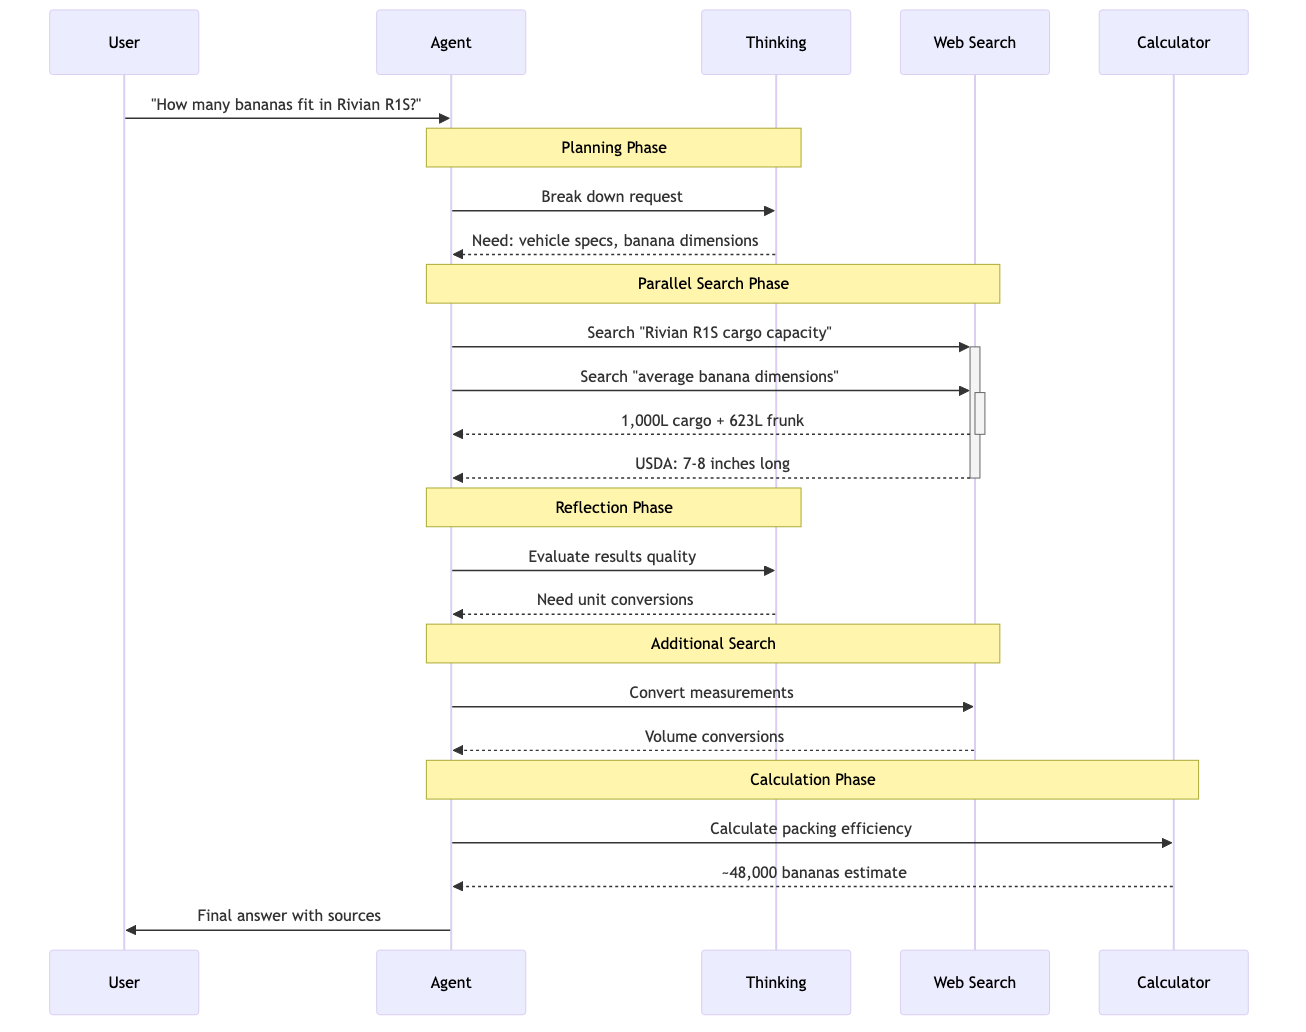 User
Agent
Thinking
Web Search
Calculator
"How many bananas fit in Rivian R1S?"
Planning Phase
Break down request
Need: vehicle specs, banana dimensions
Parallel Search Phase
Search "Rivian R1S cargo capacity"
Search "average banana dimensions"
1,000L cargo + 623L frunk
USDA: 7-8 inches long
Reflection Phase
Evaluate results quality
Need unit conversions
Additional Search
Convert measurements
Volume conversions
Calculation Phase
Calculate packing efficiency
~48,000 bananas estimate
Final answer with sources
User
Agent
Thinking
Web Search
Calculator